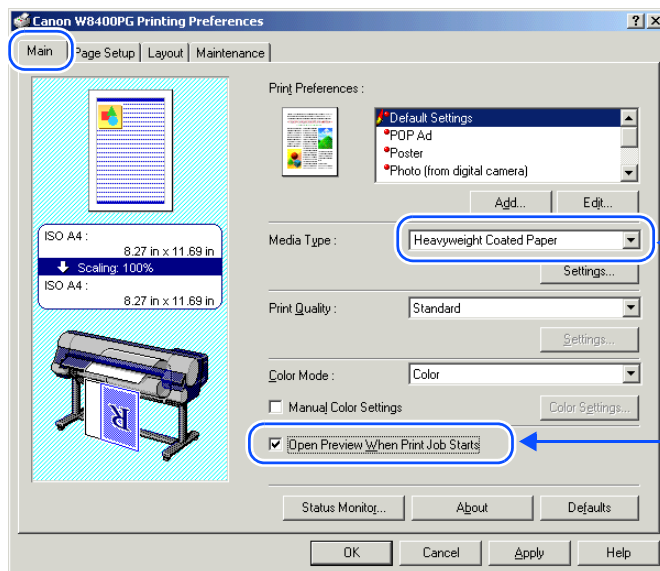 Canon W8400PG Printing Preferences
Main
Page Setup
Layout
Maintenance
Print Preferences :
Default Settings
POP Ad
Poster
Photo (from digital camera)
Add...
Edit...
ISO A4 :
8.27 in x 11.69 in
Scaling: 100%
ISO A4 :
8.27 in x 11.69 in
Media Type :
Heavyweight Coated Paper
Settings...
Print Quality :
Standard
Settings...
Color Mode :
Color
Manual Color Settings
Color Settings...
Open Preview When Print Job Starts
R
Status Monitor...
About
Defaults
OK
Cancel
Apply
Help